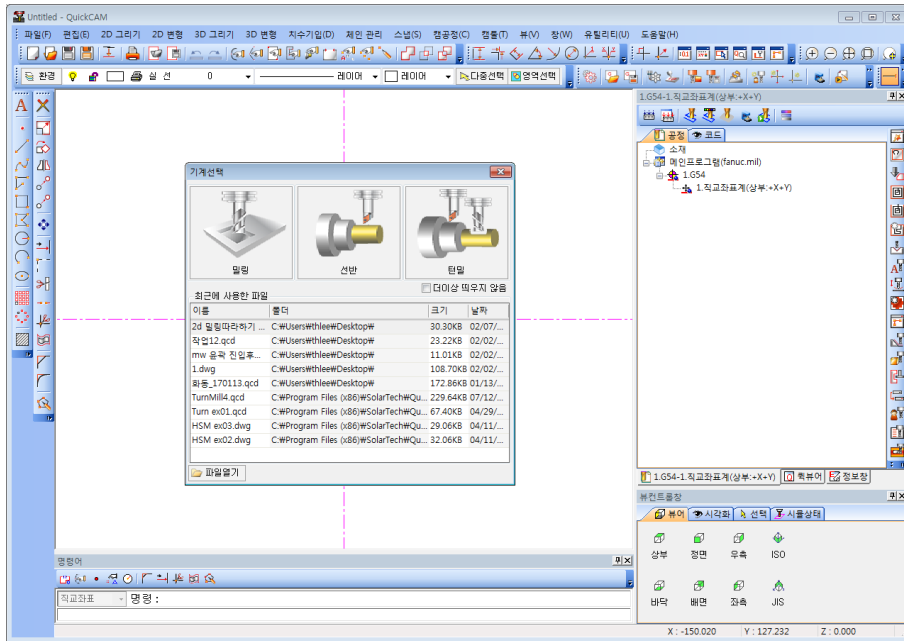 Untitled - QuickCAM
파일(F) 편집(E) 2D 그리기 2D 변형 3D 그리기 3D 변형 치수기입(D) 체인 관리 스냅(S) 캠공정(C) 캠툴(T) 뷰(V) 창(W) 유틸리티(U) 도움말(H)
환경 실 선 0 레이어 레이어 다중선택 영역선택
1.G54-1.직교좌표계(상부:+X+Y)
공정 코드
소재
메인프로그램(fanuc.mil)
1.G54
1.직교좌표계(상부:+X+Y)
기계선택
밀링 선반 턴밀
더이상 띄우지 않음
최근에 사용한 파일
이름 폴더 크기 날짜
2d 밀링따라하기 ... C:₩Users₩thlee₩Desktop₩ 30.30KB 02/07/...
작업12.qcd C:₩Users₩thlee₩Desktop₩ 23.22KB 02/02/...
mw 윤곽 진입후... C:₩Users₩thlee₩Desktop₩ 11.01KB 02/02/...
1.dwg C:₩Users₩thlee₩Desktop₩ 108.70KB 02/02/...
화동_170113.qcd C:₩Users₩thlee₩Desktop₩ 172.86KB 01/13/...
TurnMill4.qcd C:₩Program Files (x86)₩SolarTech₩Qu... 229.64KB 07/12/...
Turn ex01.qcd C:₩Program Files (x86)₩SolarTech₩Qu... 67.40KB 04/29/...
HSM ex03.dwg C:₩Program Files (x86)₩SolarTech₩Qu... 29.06KB 04/11/...
HSM ex02.dwg C:₩Program Files (x86)₩SolarTech₩Qu... 32.06KB 04/11/...
파일열기
1.G54-1.직교좌표계(상부:+X+Y) 퀵뷰어 정보창
뷰컨트롤창
뷰어 시각화 선택 시뮬상태
상부 정면 우측 ISO
바닥 배면 좌측 JIS
명령어
직교좌표 명령 :
X : -150.020 Y : 127.232 Z : 0.000